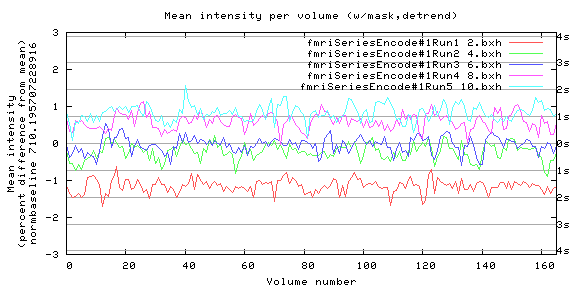 Mean intensity per volume (w/mask,detrend)
Mean intensity
(percent difference from mean)
normbaseline 710.195707228916
3
2
1
0
-1
-2
-3
fmriSeriesEncode#1Run1 2.bxh
fmriSeriesEncode#1Run2 4.bxh
fmriSeriesEncode#1Run3 6.bxh
fmriSeriesEncode#1Run4 8.bxh
fmriSeriesEncode#1Run5 10.bxh
4s
3s
2s
1s
0s
1s
2s
3s
4s
0 20 40 60 80 100 120 140 160
Volume number